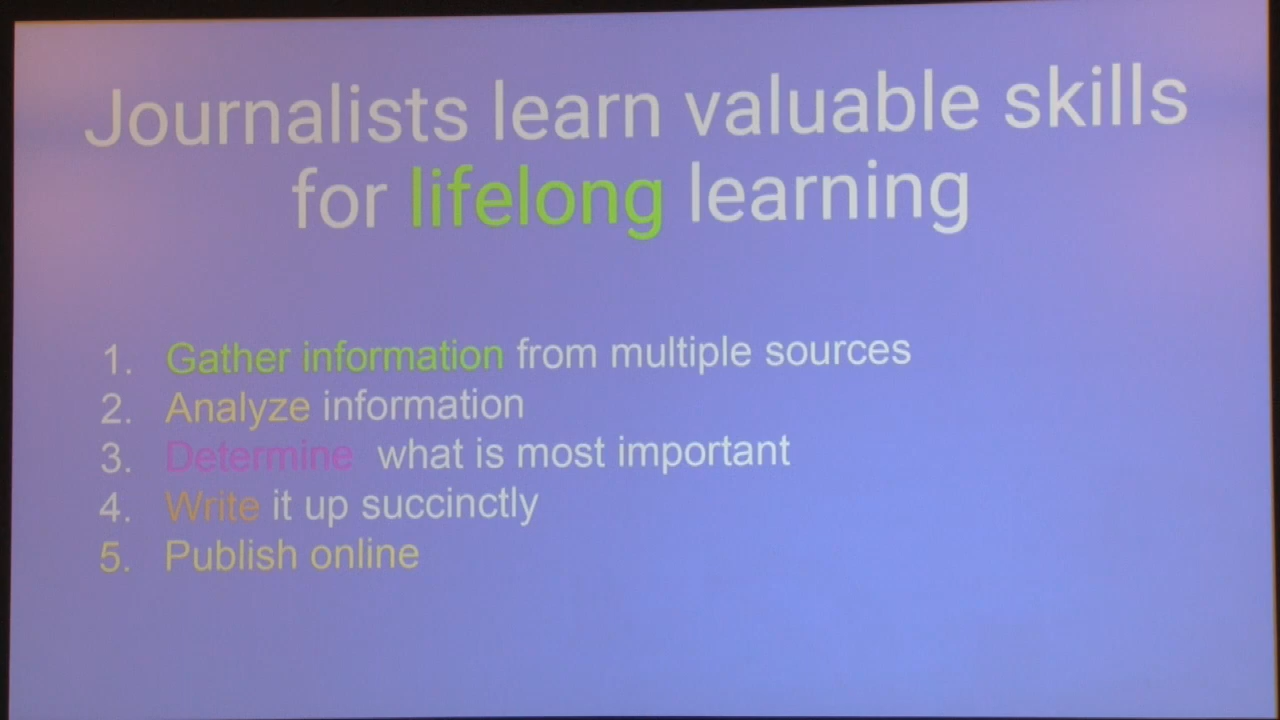 Journalists learn valuable skills
for lifelong learning
1. Gather information from multiple sources
2. Analyze information
3. Determine what is most important
4. Write it up succinctly
5. Publish online